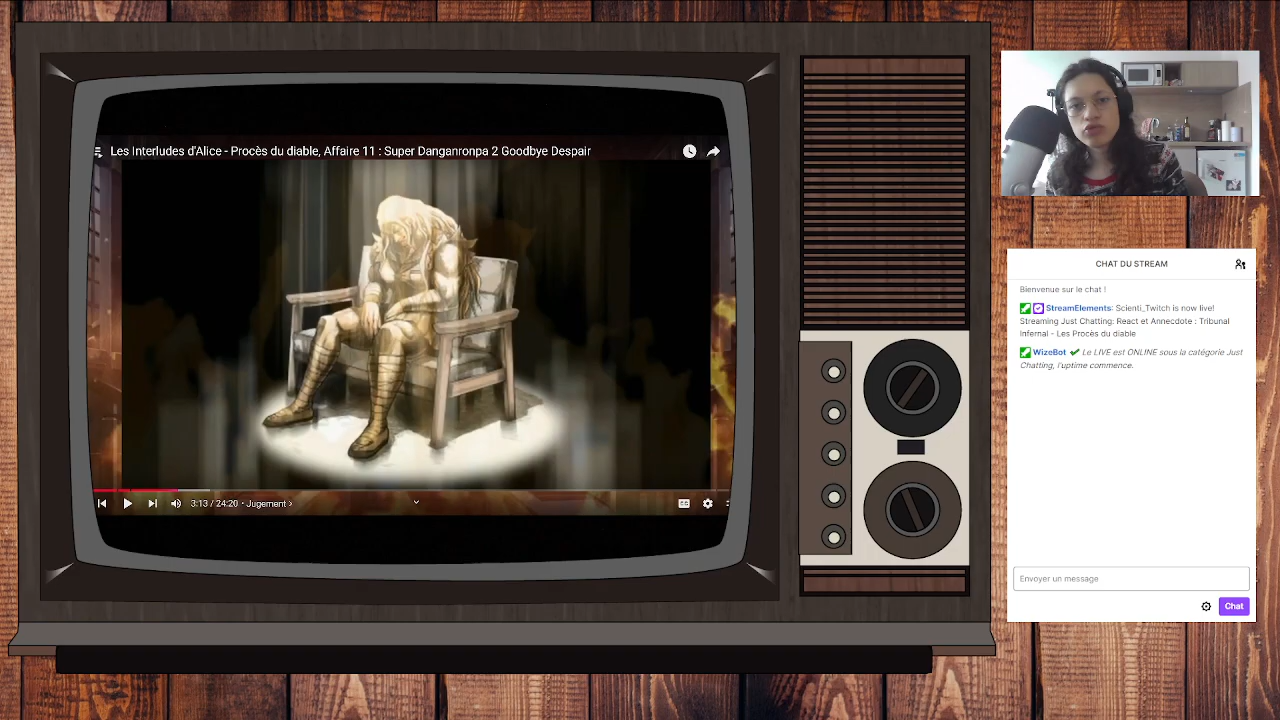 Les Interludes d'Alice - Procès du diable, Affaire 11 : Super Danganronpa 2 Goodbye Despair
3:13 / 24:20 · Jugement ›
CHAT DU STREAM
Bienvenue sur le chat !
StreamElements: Scienti_Twitch is now live!
Streaming Just Chatting: React et Annecdote : Tribunal
Infernal - Les Procès du diable
WizeBot Le LIVE est ONLINE sous la catégorie Just
Chatting, l'uptime commence.
Envoyer un message
Chat